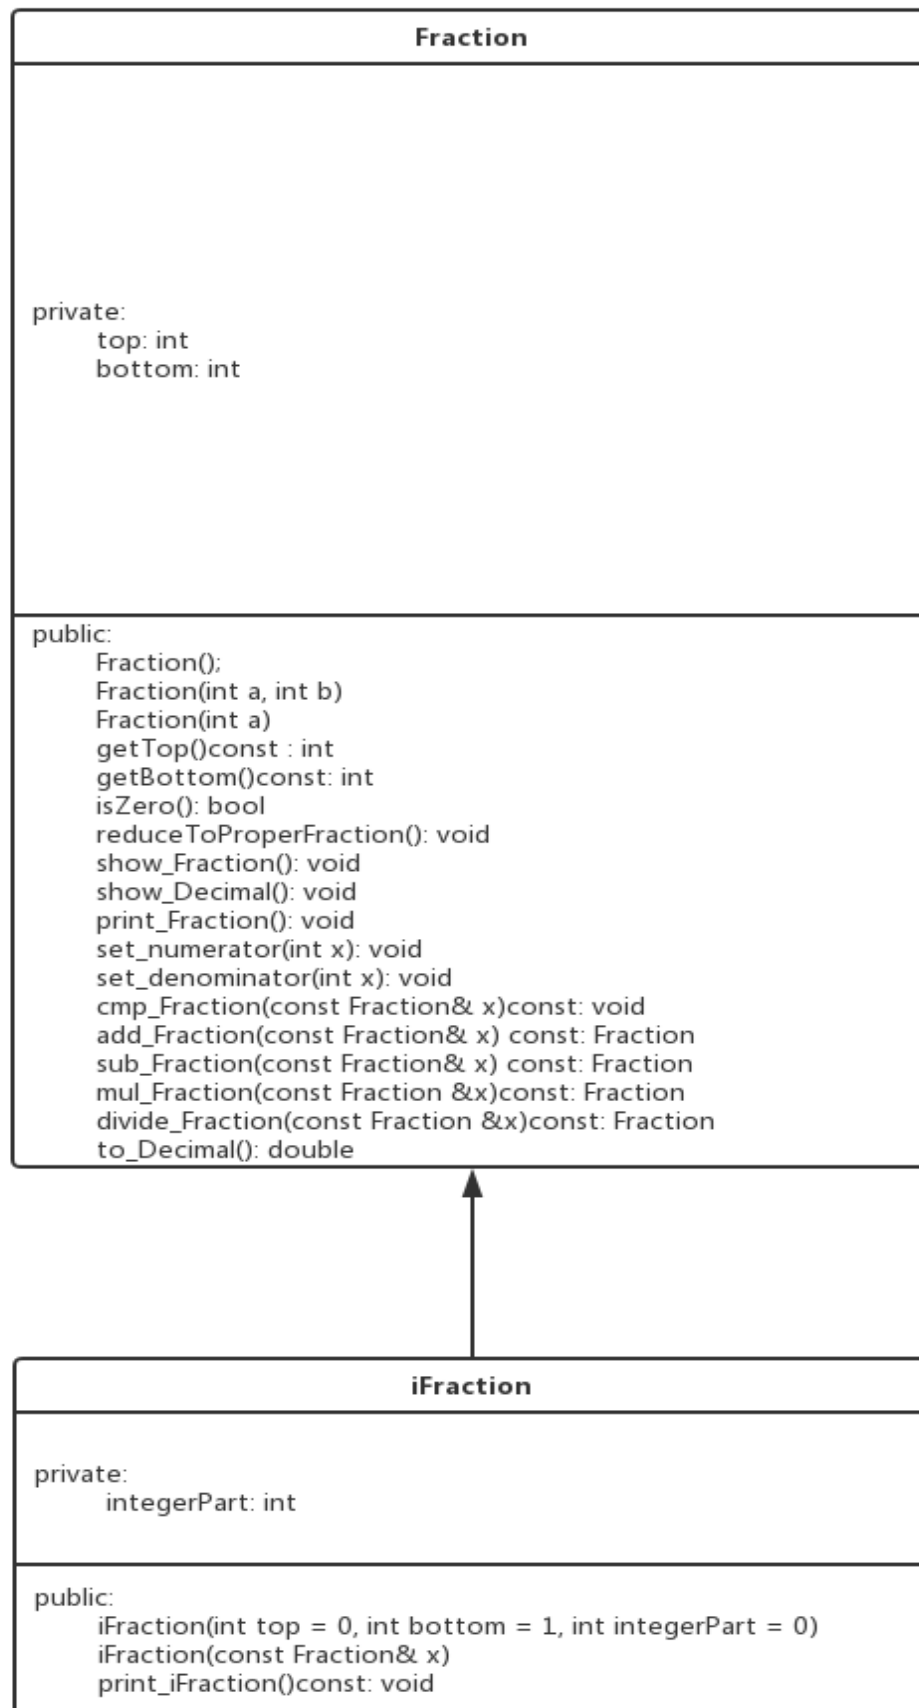 Fraction
private:
top: int
bottom: int
public:
Fraction();
Fraction(int a, int b)
Fraction(int a)
getTop()const : int
getBottom()const: int
isZero(): bool
reduceToProperFraction(): void
show_Fraction(): void
show_Decimal(): void
print_Fraction(): void
set_numerator(int x): void
set_denominator(int x): void
cmp_Fraction(const Fraction& x)const: void
add_Fraction(const Fraction& x) const: Fraction
sub_Fraction(const Fraction& x) const: Fraction
mul_Fraction(const Fraction &x)const: Fraction
divide_Fraction(const Fraction &x)const: Fraction
to_Decimal(): double
iFraction
private:
integerPart: int
public:
iFraction(int top = 0, int bottom = 1, int integerPart = 0)
iFraction(const Fraction& x)
print_iFraction()const: void